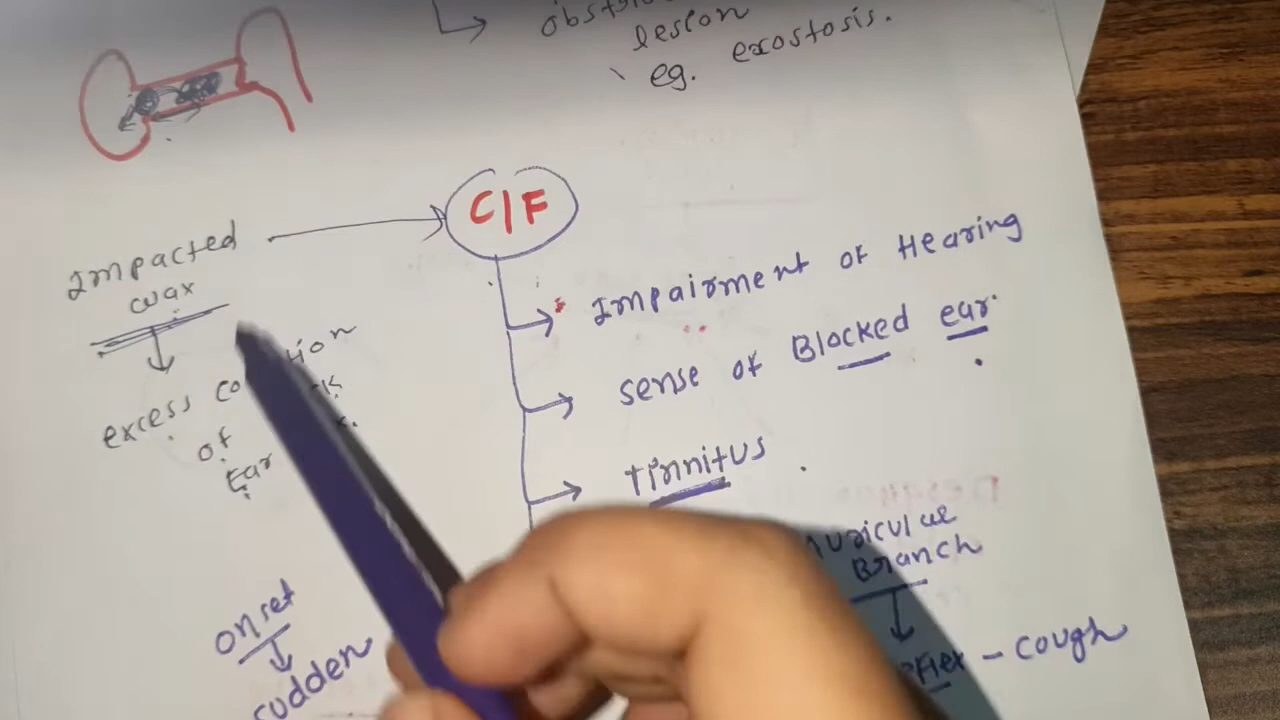 lesion
eg. exostosis.
C/F
Impacted
wax
Impairment of Hearing
sense of Blocked ear
Tinnitus
excess
of
Ear
onset
sudden
Branch
- cough